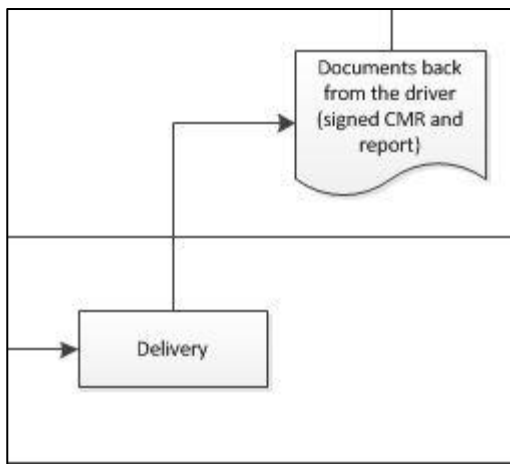 Documents back
from the driver
(signed CMR and
report)
Delivery